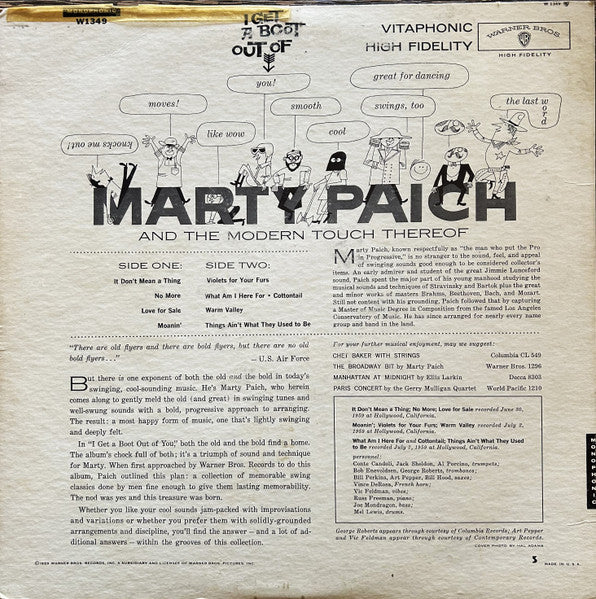 MONOPHONIC
W1349
W 1349
I GET
A BOOT
OUT OF
VITAPHONIC
HIGH FIDELITY
WARNER BROS.
HIGH FIDELITY
you!
great for dancing
moves!
smooth
swings, too
the last word
knocks me out!
like wow
cool
MARTY PAICH
AND THE MODERN TOUCH THEREOF
SIDE ONE:
It Don't Mean a Thing
No More
Love for Sale
Moanin'
SIDE TWO:
Violets for Your Furs
What Am I Here For • Cottontail
Warm Valley
Things Ain't What They Used to Be
"There are old flyers and there are bold flyers, but there are no old
bold flyers . . ."
— U.S. Air Force
But there is one exponent of both the old and the bold in today's
swinging, cool-sounding music. He's Marty Paich, who herein
comes along to gently meld the old (and great) in swinging tunes and
well-swung sounds with a bold, progressive approach to arranging.
The result: a most happy form of music, one that's lightly swinging
and deeply felt.
In "I Get a Boot Out of You," both the old and the bold find a home.
The album's chock full of both; it's a triumph of sound and technique
for Marty. When first approached by Warner Bros. Records to do this
album, Paich outlined this plan: a collection of memorable swing
classics done by men fine enough to give them lasting memorability.
The nod was yes and this treasure was born.
Whether you like your cool sounds jam-packed with improvisations
and variations or whether you prefer them with solidly-grounded
arrangements and discipline, you'll find the answer — and a lot of ad-
ditional answers — within the grooves of this collection.
©1959 WARNER BROS. RECORDS, INC. A SUBSIDIARY AND LICENSEE OF WARNER BROS. PICTURES, INC.
Marty Paich, known respectfully as "the man who put the Pro
in Progressive," is no stranger to the sound, feel, and appeal
of swinging sounds good enough to be considered collector's
items. An early admirer and student of the great Jimmie Lunceford
sound, Paich spent the major part of his young manhood studying the
musical sounds and techniques of Stravinsky and Bartok plus the great
and minor works of masters Brahms, Beethoven, Bach, and Mozart.
Still not content with his grounding, Paich followed that by capturing
a Master of Music Degree in Composition from the famed Los Angeles
Conservatory of Music. He has since arranged for nearly every name
group and band in the land.
For your further musical enjoyment, may we suggest:
CHET BAKER WITH STRINGS Columbia CL 549
THE BROADWAY BIT by Marty Paich Warner Bros. 1296
MANHATTAN AT MIDNIGHT by Ellis Larkin Decca 8303
PARIS CONCERT by the Gerry Mulligan Quartet World Pacific 1210
It Don't Mean a Thing; No More; Love for Sale recorded June 30,
1959 at Hollywood, California.
Moanin'; Violets for Your Furs; Warm Valley recorded July 2,
1959 at Hollywood, California.
What Am I Here For and Cottontail; Things Ain't What They Used
to Be recorded July 7, 1959 at Hollywood, California.
personnel:
Conte Candoli, Jack Sheldon, Al Porcino, trumpets;
Bob Enevoldsen, George Roberts, trombones;
Bill Perkins, Art Pepper, Bill Hood, saxes;
Vince DeRosa, French horn;
Vic Feldman, vibes;
Russ Freeman, piano;
Joe Mondragon, bass;
Mel Lewis, drums.
George Roberts appears through courtesy of Columbia Records; Art Pepper
and Vic Feldman appear through courtesy of Contemporary Records.
COVER PHOTO BY HAL ADAMS
S
MADE IN U.S.A.